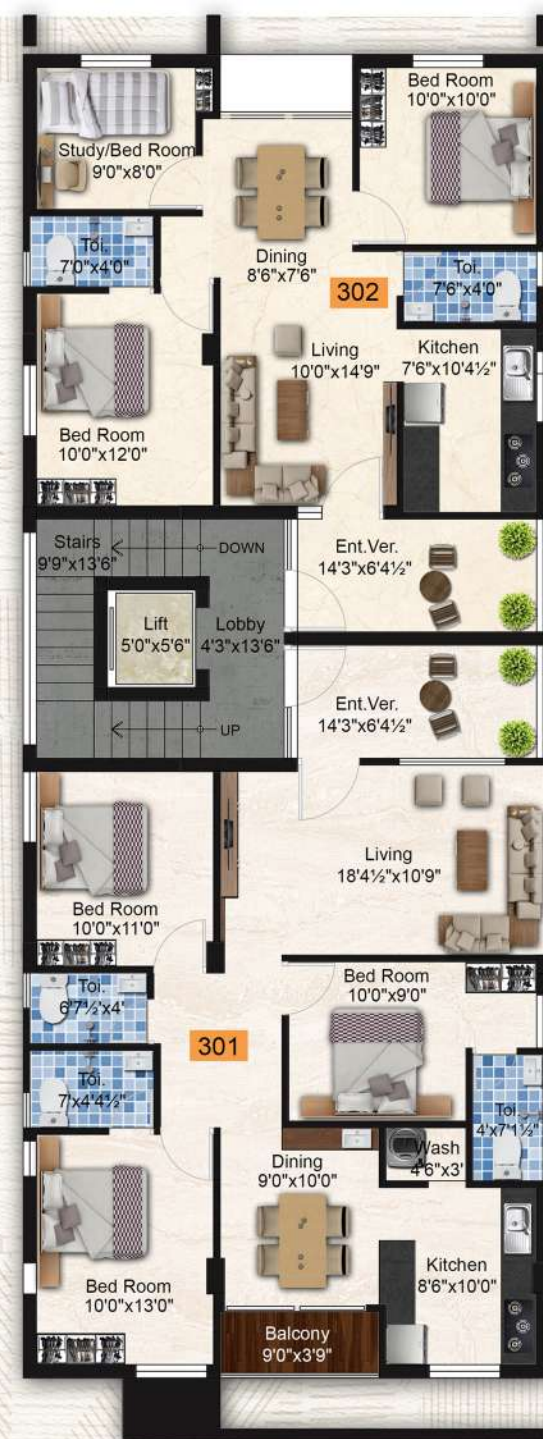 Study/Bed Room
9'0"x8'0"
Bed Room
10'0"x10'0"
Toi.
7'0"x4'0"
Dining
8'6"x7'6"
302
Toi.
7'6"x4'0"
Living
10'0"x14'9"
Kitchen
7'6"x10'4½"
Bed Room
10'0"x12'0"
Stairs
9'9"x13'6"
DOWN
Lift
5'0"x5'6"
Lobby
4'3"x13'6"
UP
Ent.Ver.
14'3"x6'4½"
Ent.Ver.
14'3"x6'4½"
Living
18'4½"x10'9"
Bed Room
10'0"x11'0"
Toi.
6'7½'x4'
Bed Room
10'0"x9'0"
301
Toi.
7'x4'4½"
Toi.
4'x7'1½"
Wash
4'6"x3'
Dining
9'0"x10'0"
Kitchen
8'6"x10'0"
Bed Room
10'0"x13'0"
Balcony
9'0"x3'9"